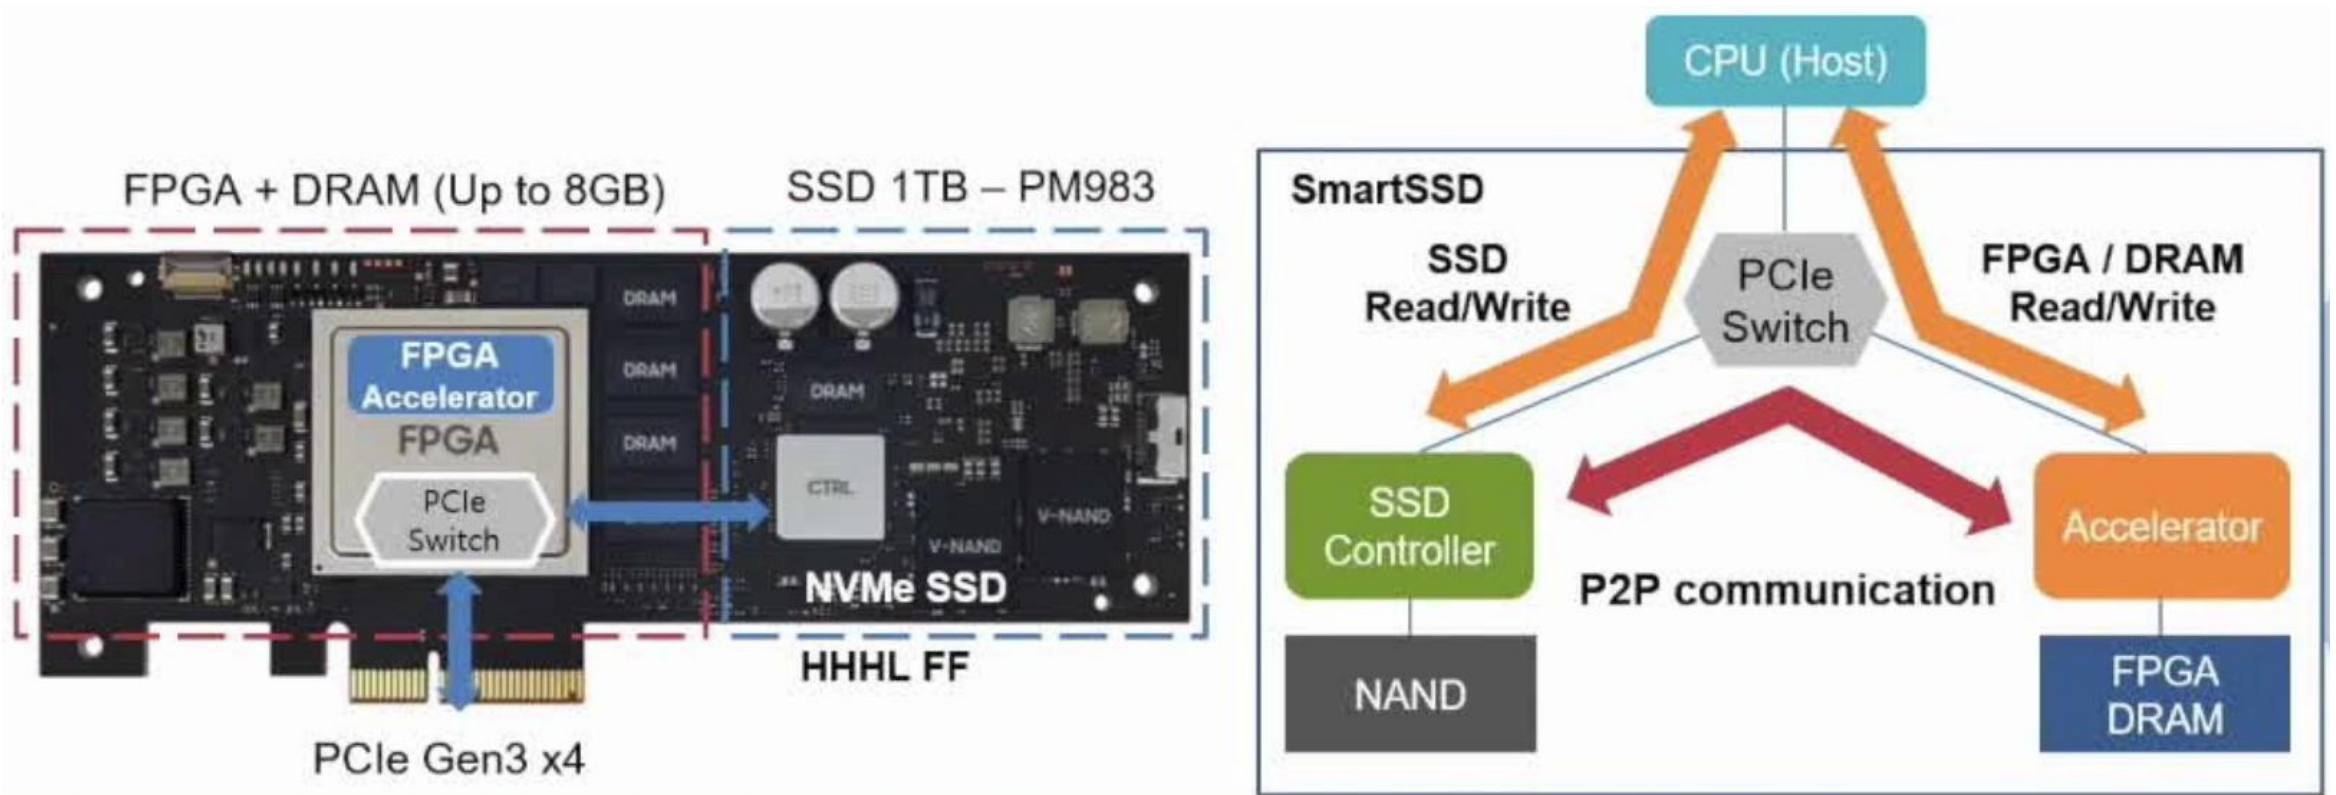 FPGA + DRAM (Up to 8GB)
SSD 1TB – PM983
FPGA
Accelerator
FPGA
PCIe
Switch
DRAM
DRAM
DRAM
DRAM
CTRL
V-NAND
V-NAND
NVMe SSD
HHHL FF
PCIe Gen3 x4
CPU (Host)
SmartSSD
SSD
Read/Write
PCIe
Switch
FPGA / DRAM
Read/Write
SSD
Controller
P2P communication
Accelerator
NAND
FPGA
DRAM